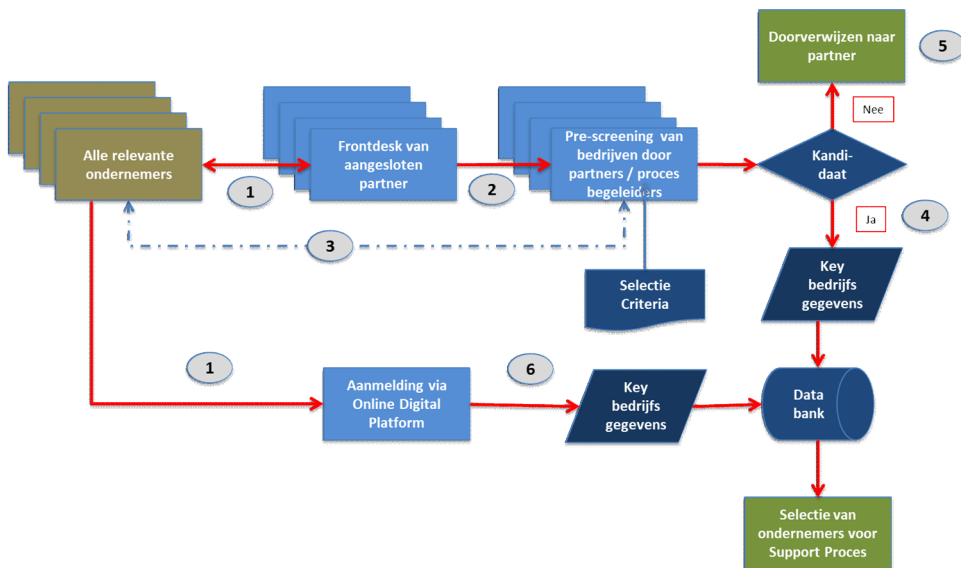 Doorverwijzen naar
partner
5
Nee
Alle relevante
ondernemers
1
Frontdesk van
aangesloten
partner
2
Pre-screening van
bedrijven door
partners / proces
begeleiders
Kandi-
daat
3
Ja
4
Selectie
Criteria
Key
bedrijfs
gegevens
1
Aanmelding via
Online Digital
Platform
6
Key
bedrijfs
gegevens
Data
bank
Selectie van
ondernemers voor
Support Proces